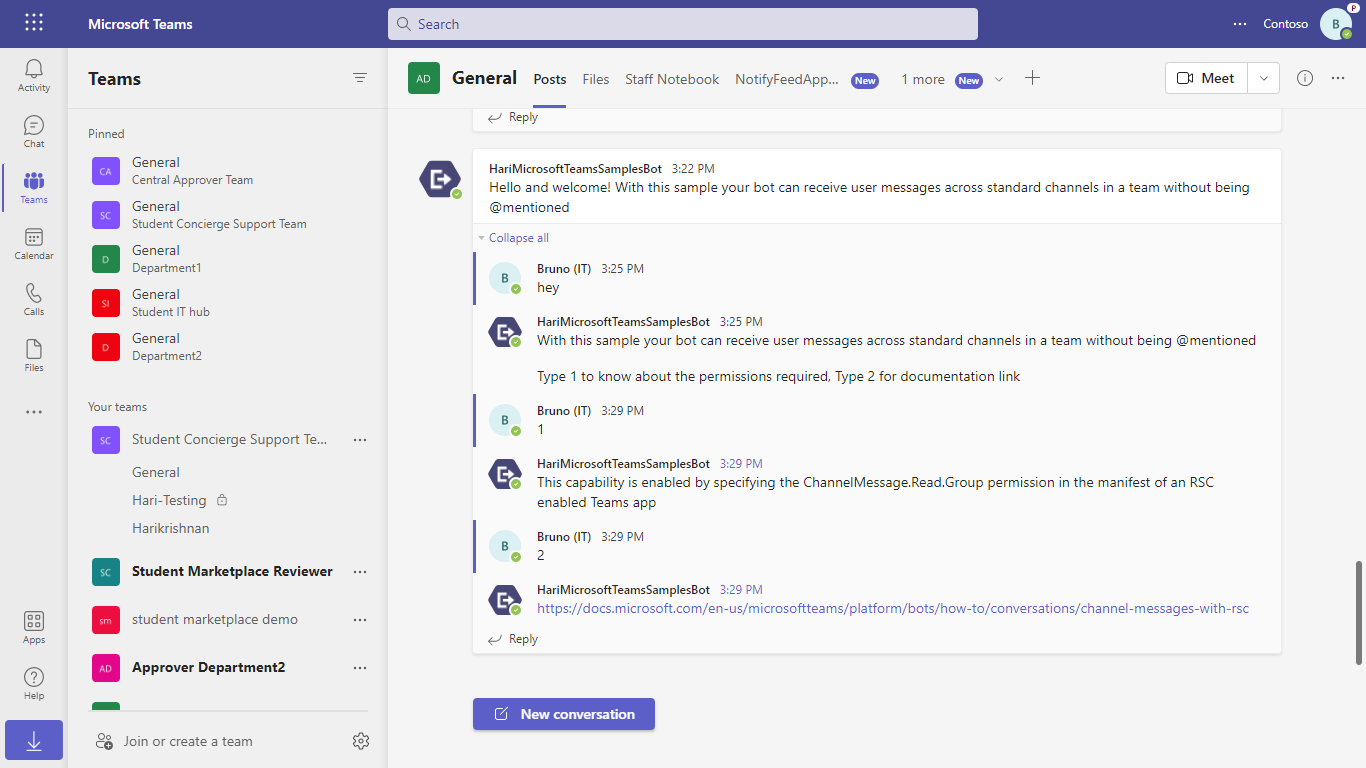 Microsoft Teams
Search
Contoso
B
P
Activity
Chat
Teams
Calendar
Calls
Files
Apps
Help
Teams
Pinned
CA
General
Central Approver Team
SC
General
Student Concierge Support Team
D
General
Department1
SI
General
Student IT hub
D
General
Department2
Your teams
SC
Student Concierge Support Te...
General
Hari-Testing
Harikrishnan
SC
Student Marketplace Reviewer
sm
student marketplace demo
AD
Approver Department2
Join or create a team
AD
General
Posts
Files
Staff Notebook
NotifyFeedApp...
New
1 more
New
Meet
Reply
HariMicrosoftTeamsSamplesBot 3:22 PM
Hello and welcome! With this sample your bot can receive user messages across standard channels in a team without being
@mentioned
Collapse all
B
Bruno (IT) 3:25 PM
hey
HariMicrosoftTeamsSamplesBot 3:25 PM
With this sample your bot can receive user messages across standard channels in a team without being @mentioned
Type 1 to know about the permissions required, Type 2 for documentation link
B
Bruno (IT) 3:29 PM
1
HariMicrosoftTeamsSamplesBot 3:29 PM
This capability is enabled by specifying the ChannelMessage.Read.Group permission in the manifest of an RSC
enabled Teams app
B
Bruno (IT) 3:29 PM
2
HariMicrosoftTeamsSamplesBot 3:29 PM
https://docs.microsoft.com/en-us/microsoftteams/platform/bots/how-to/conversations/channel-messages-with-rsc
Reply
New conversation